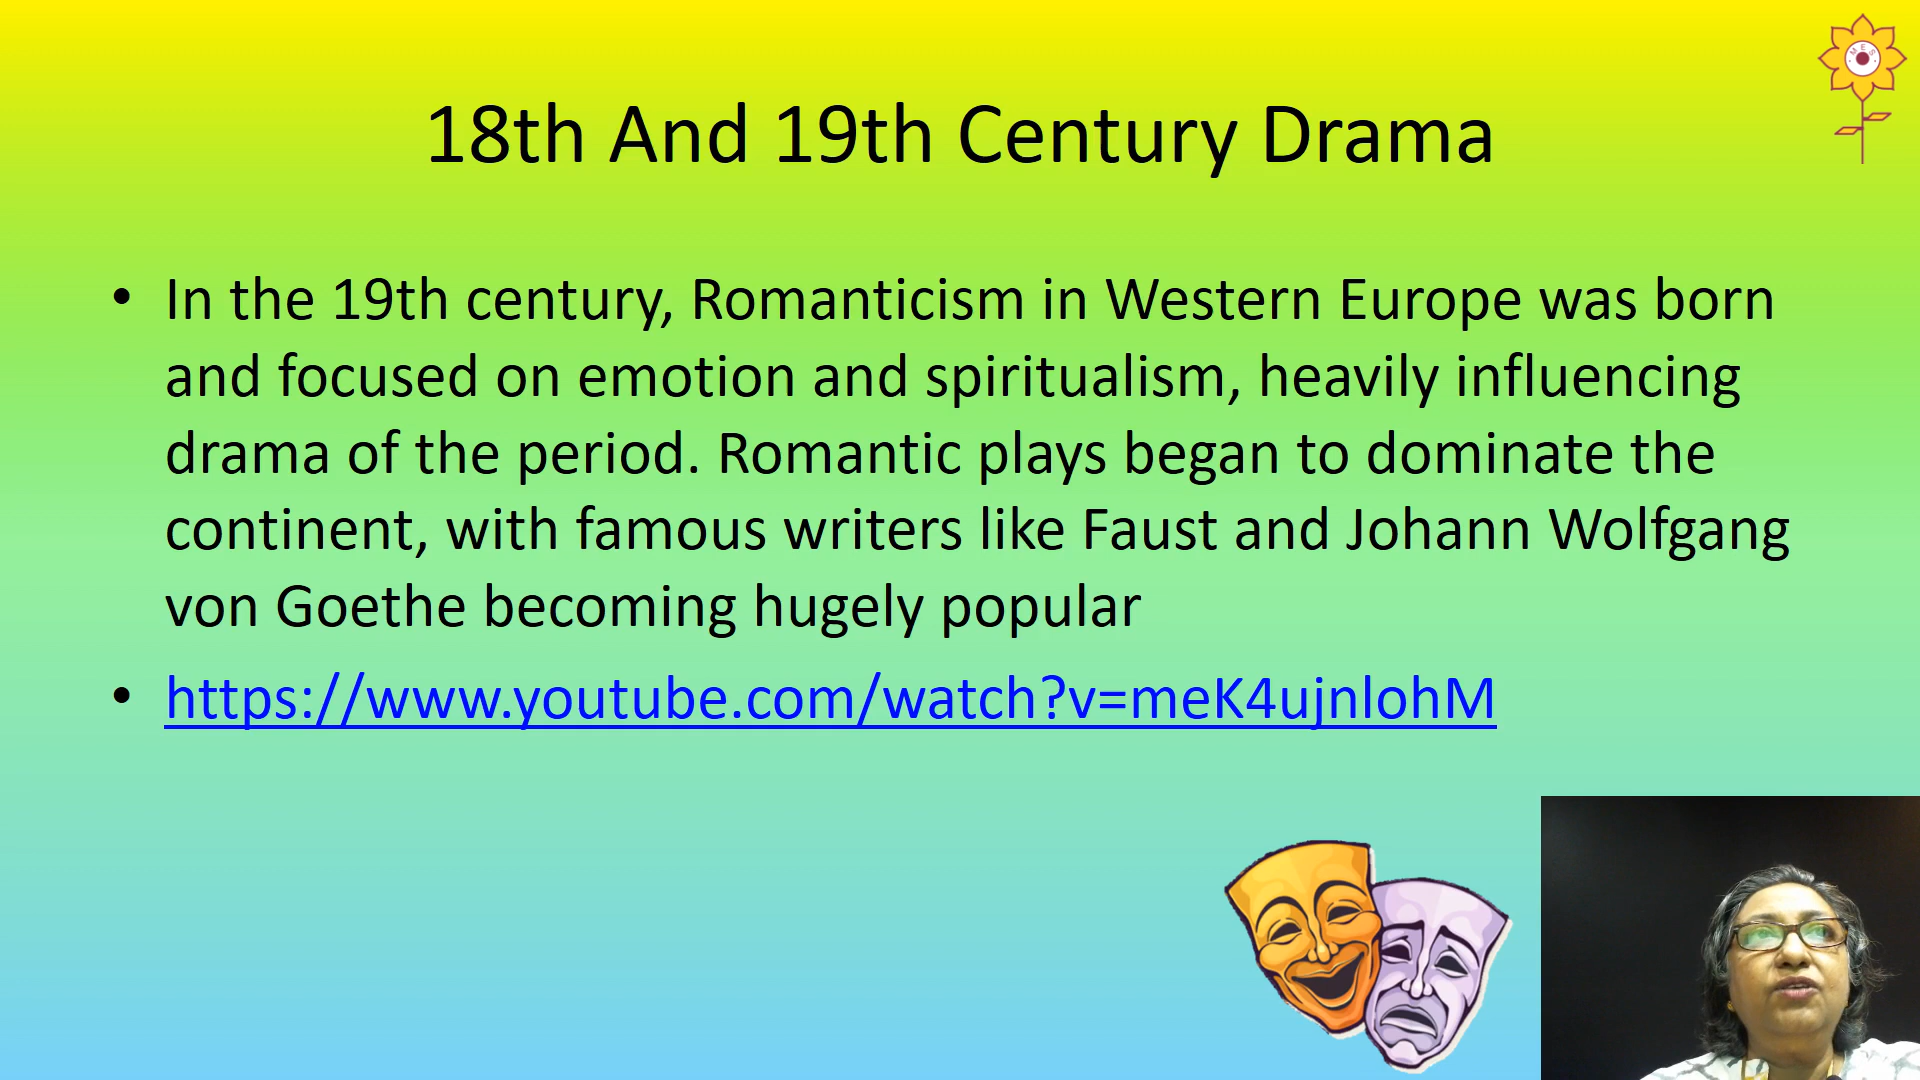 MES
18th And 19th Century Drama
• In the 19th century, Romanticism in Western Europe was born
and focused on emotion and spiritualism, heavily influencing
drama of the period. Romantic plays began to dominate the
continent, with famous writers like Faust and Johann Wolfgang
von Goethe becoming hugely popular
• https://www.youtube.com/watch?v=meK4ujnlohM